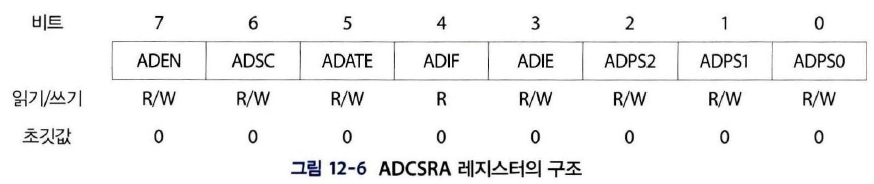 비트 7 6 5 4 3 2 1 0
ADEN ADSC ADATE ADIF ADIE ADPS2 ADPS1 ADPS0
읽기/쓰기 R/W R/W R/W R R/W R/W R/W R/W
초깃값 0 0 0 0 0 0 0 0
그림 12-6 ADCSRA 레지스터의 구조